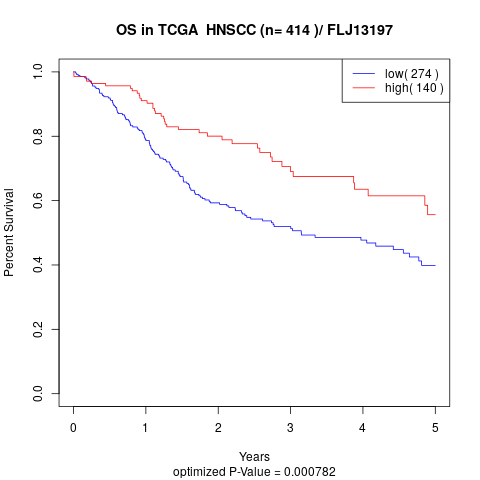 OS in TCGA  HNSCC (n= 414 )/ FLJ13197
low( 274 )
high( 140 )
Percent Survival
1.0
0.8
0.6
0.4
0.2
0.0
0 1 2 3 4 5
Years
optimized P-Value = 0.000782